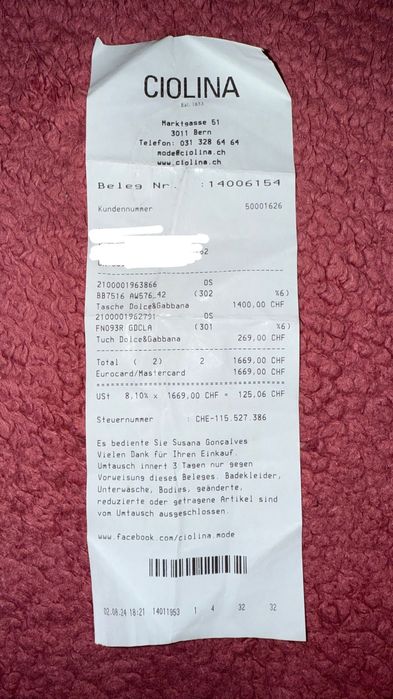 CIOLINA
Est. 1833
Marktgasse 51
3011 Bern
Telefon: 031 328 64 64
mode@ciolina.ch
www.ciolina.ch
Beleg Nr. :14006154
Kundennummer 50001626
2100001963866 DS
BB7516 AW576.42 (302 %6)
Tasche Dolce&Gabbana 1400,00 CHF
2100001962791 DS
FN093R GDCLA (301 %6)
Tuch Dolce&Gabbana 269,00 CHF
Total ( 2) 2 1669,00 CHF
Eurocard/Mastercard 1669,00 CHF
USt 8,10% x 1669,00 CHF = 125,06 CHF
Steuernummer : CHE-115.527.386
Es bediente Sie Susana Gonçalves
Vielen Dank für Ihren Einkauf.
Umtausch innert 3 Tagen nur gegen
Vorweisung dieses Beleges. Badekleider,
Unterwäsche, Bodies, geänderte,
reduzierte oder getragene Artikel sind
vom Umtausch ausgeschlossen.
www.facebook.com/ciolina.mode
02.08.24 18:21 14011953 1 4 32 32